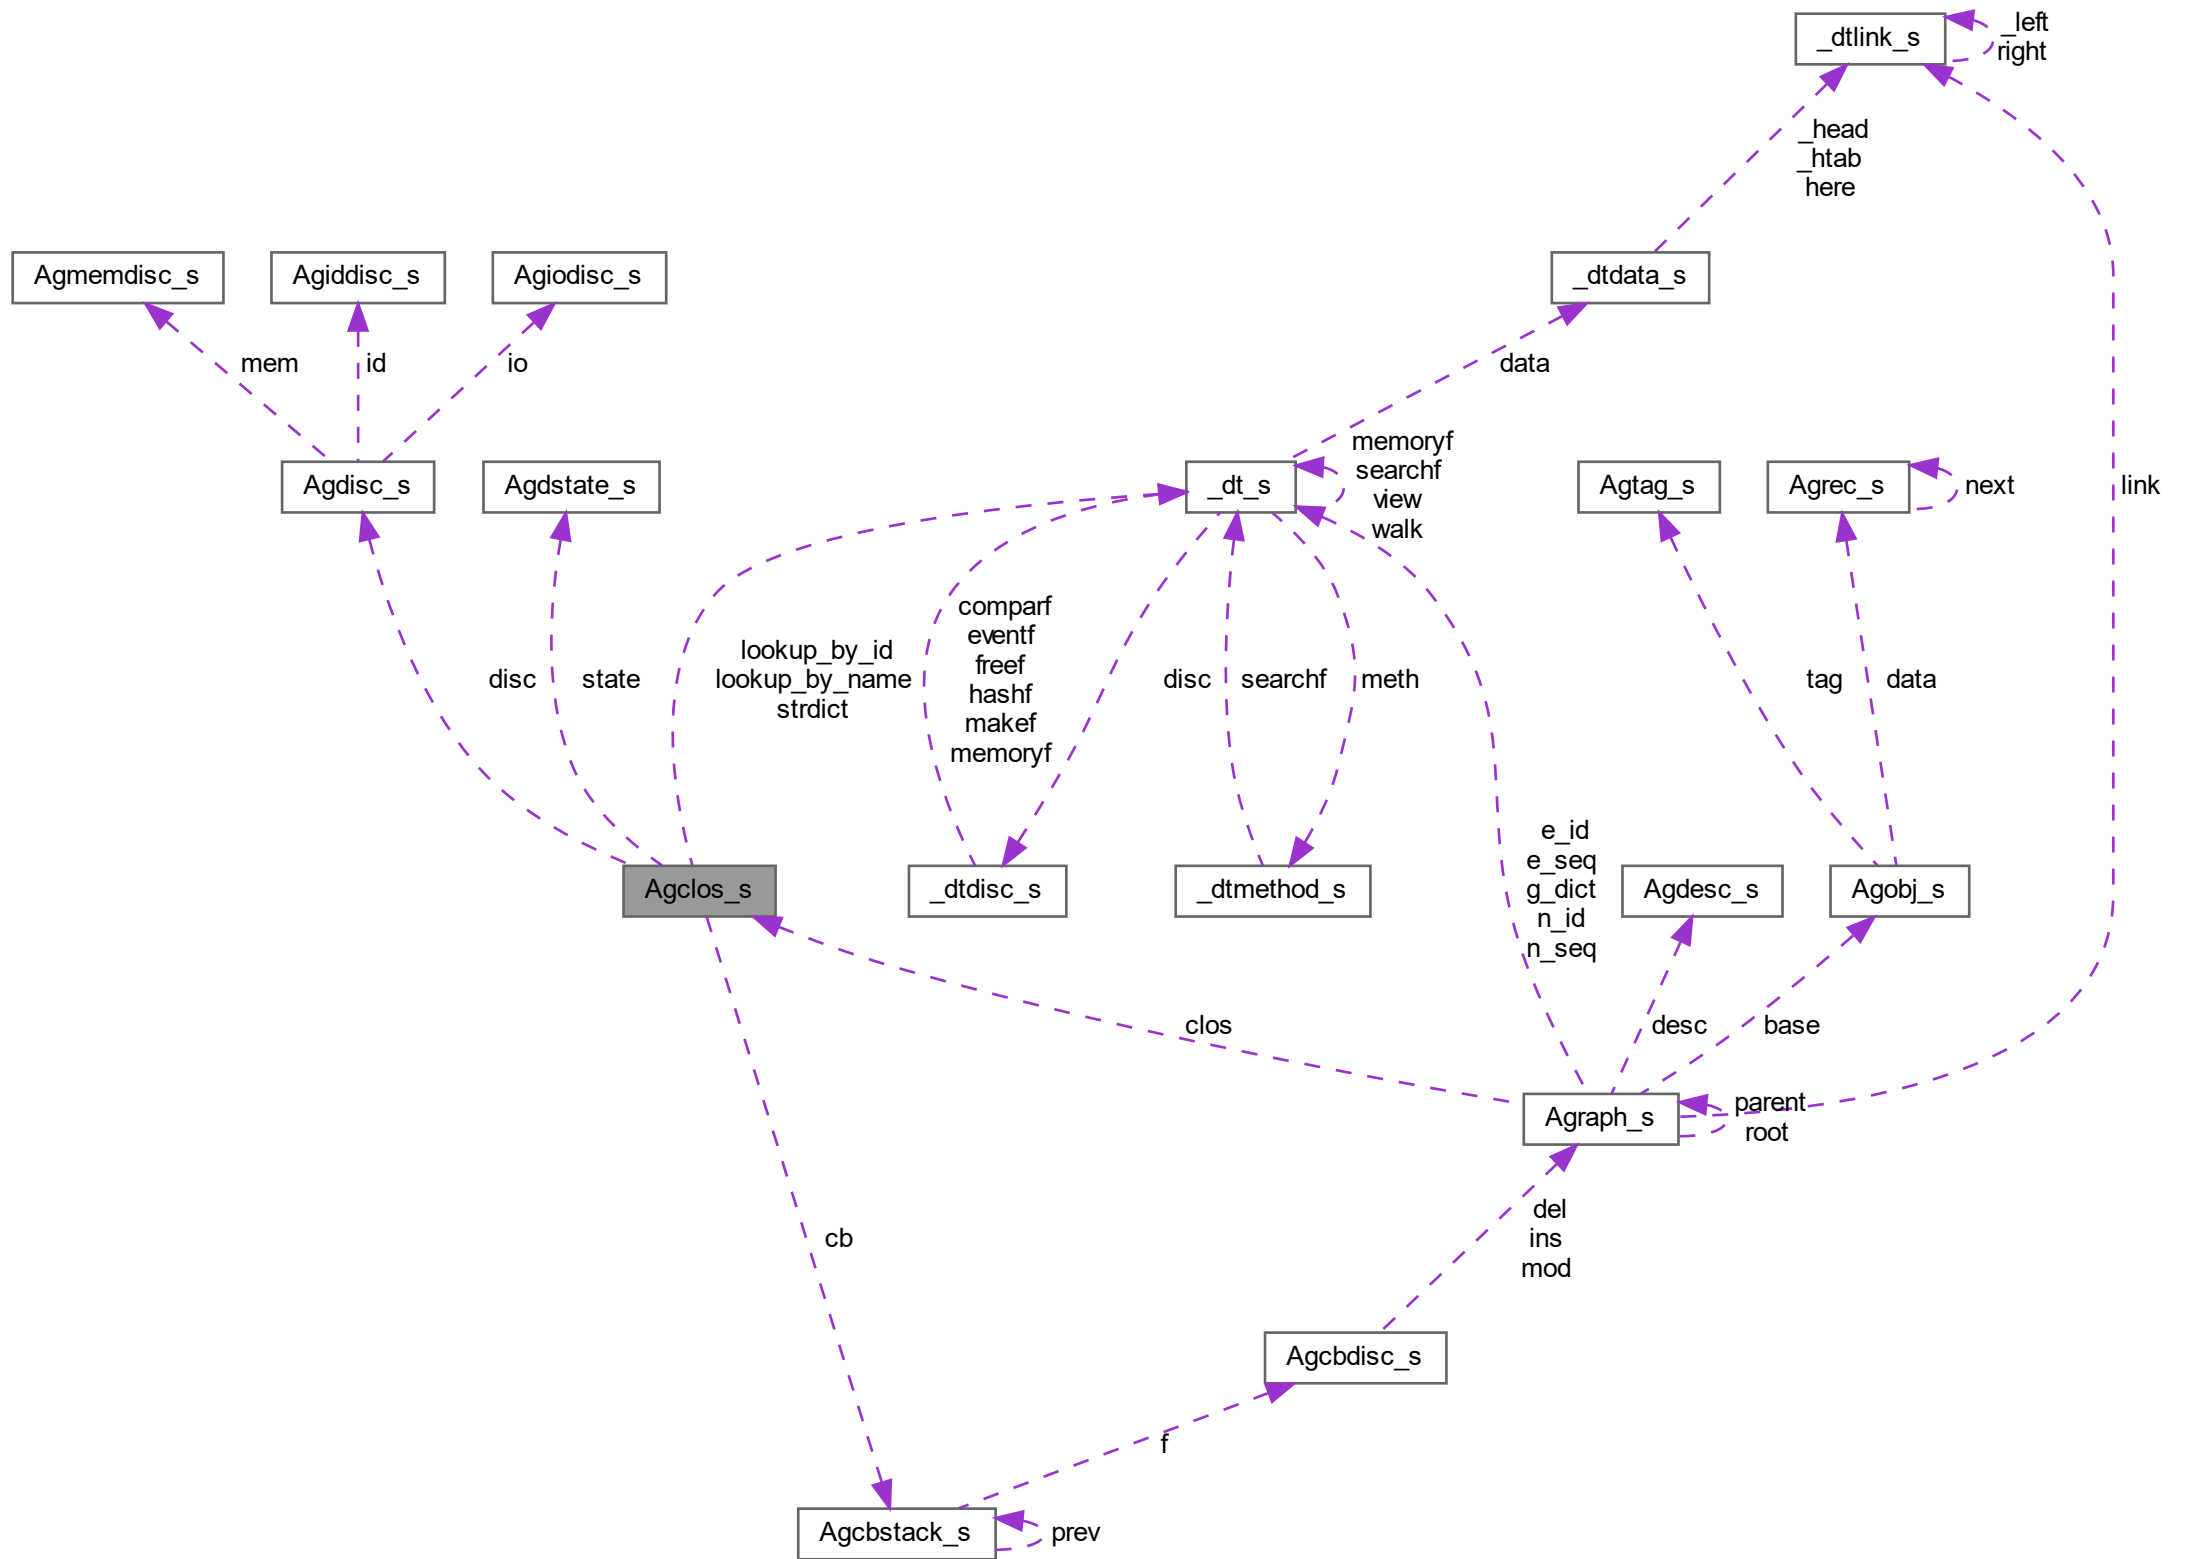 _dtlink_s
_left
right
_head
_htab
here
Agmemdisc_s
Agiddisc_s
Agiodisc_s
_dtdata_s
mem
id
io
data
link
Agdisc_s
Agdstate_s
_dt_s
memoryf
searchf
view
walk
Agtag_s
Agrec_s
next
disc
state
lookup_by_id
lookup_by_name
strdict
comparf
eventf
freef
hashf
makef
memoryf
disc
searchf
meth
tag
data
e_id
e_seq
g_dict
n_id
n_seq
Agclos_s
_dtdisc_s
_dtmethod_s
Agdesc_s
Agobj_s
clos
desc
base
Agraph_s
parent
root
cb
del
ins
mod
Agcbdisc_s
f
Agcbstack_s
prev